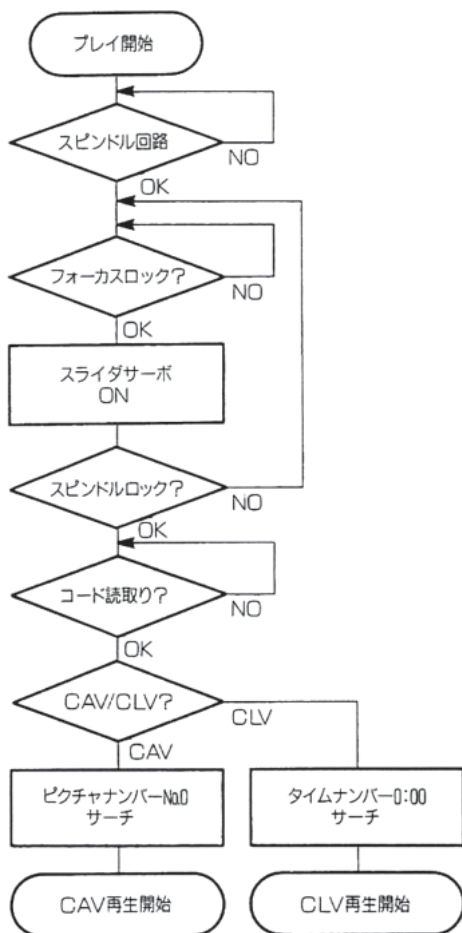 プレイ開始
スピンドル回路
NO
OK
フォーカスロック?
NO
OK
スライダサーボ
ON
スピンドルロック?
NO
OK
コード読取り?
NO
OK
CAV/CLV?
CLV
CAV
ピクチャナンバーNo.0
サーチ
タイムナンバー0:00
サーチ
CAV再生開始
CLV再生開始